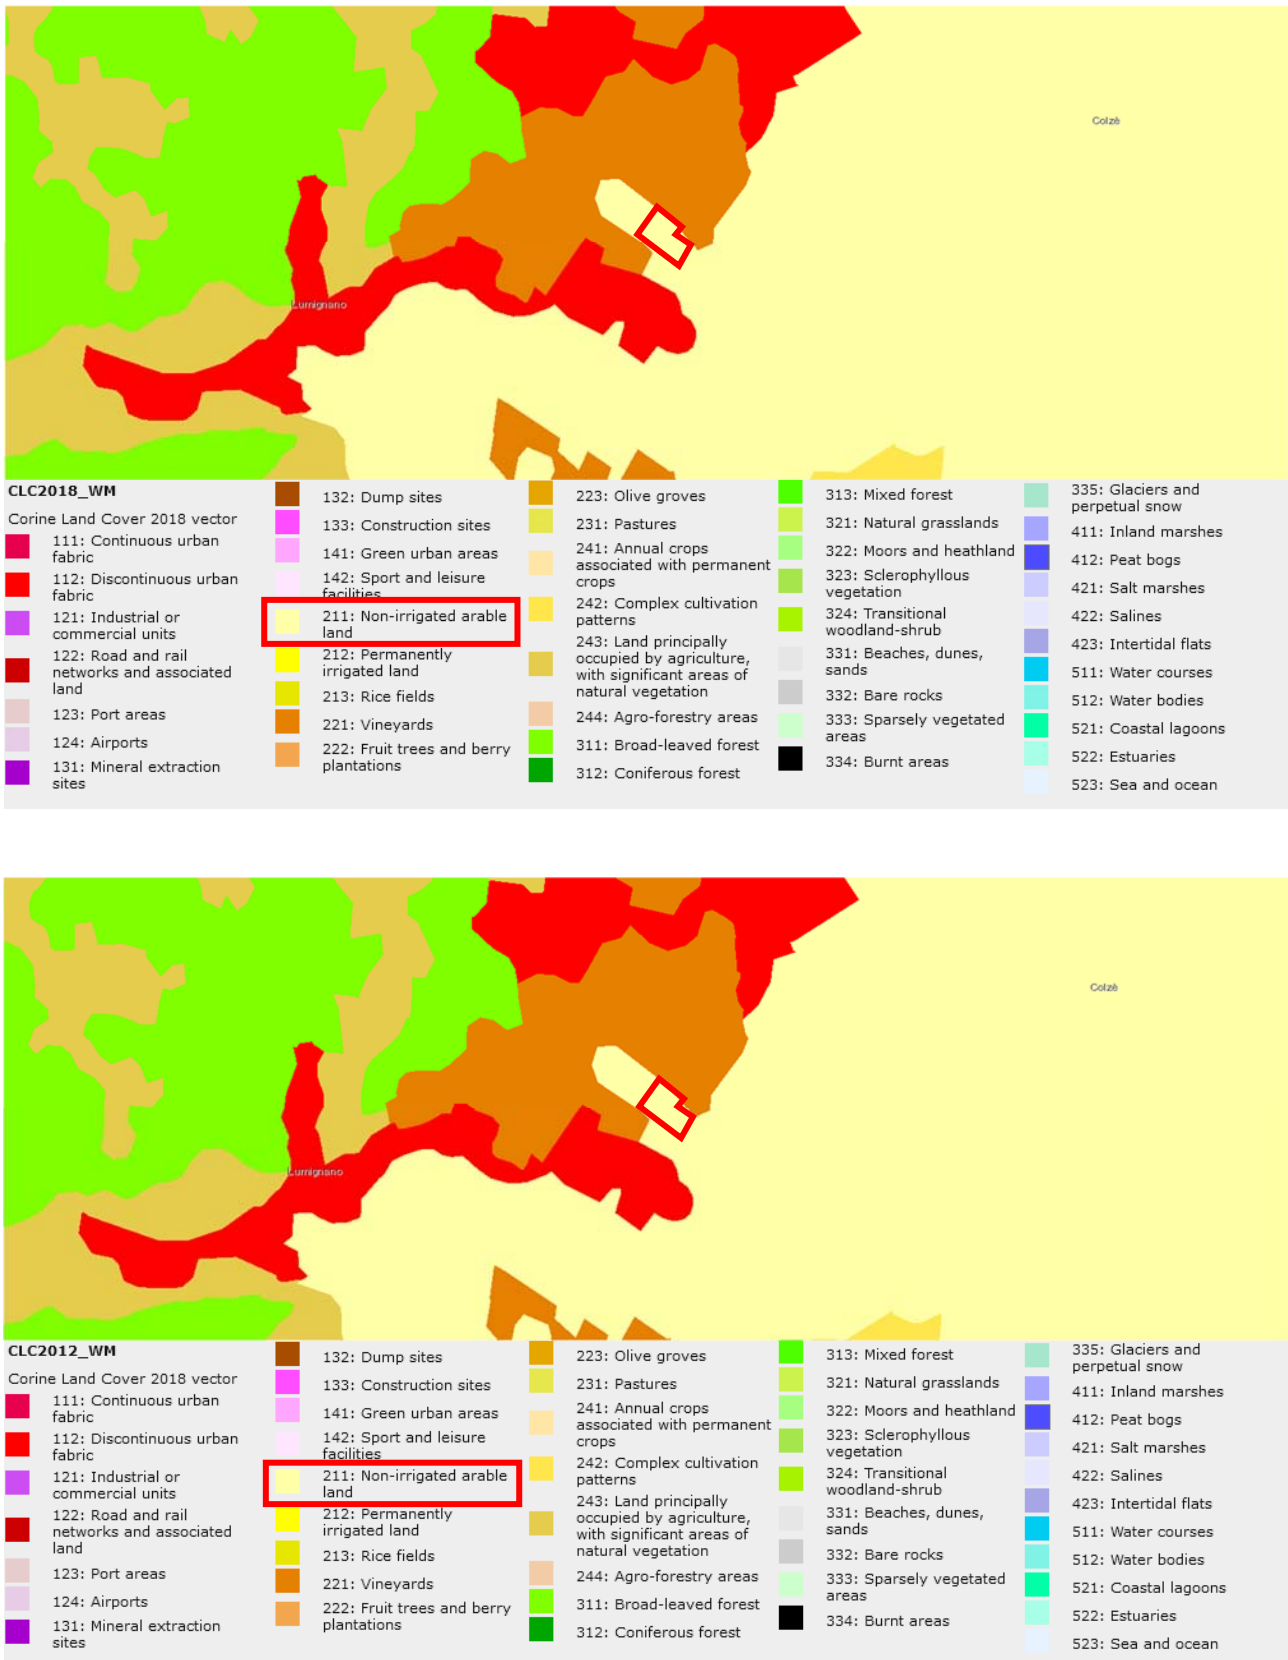 Colzè
Lumignano
CLC2018_WM
Corine Land Cover 2018 vector
111: Continuous urban
fabric
112: Discontinuous urban
fabric
121: Industrial or
commercial units
122: Road and rail
networks and associated
land
123: Port areas
124: Airports
131: Mineral extraction
sites
132: Dump sites
133: Construction sites
141: Green urban areas
142: Sport and leisure
facilities
211: Non-irrigated arable
land
212: Permanently
irrigated land
213: Rice fields
221: Vineyards
222: Fruit trees and berry
plantations
223: Olive groves
231: Pastures
241: Annual crops
associated with permanent
crops
242: Complex cultivation
patterns
243: Land principally
occupied by agriculture,
with significant areas of
natural vegetation
244: Agro-forestry areas
311: Broad-leaved forest
312: Coniferous forest
313: Mixed forest
321: Natural grasslands
322: Moors and heathland
323: Sclerophyllous
vegetation
324: Transitional
woodland-shrub
331: Beaches, dunes,
sands
332: Bare rocks
333: Sparsely vegetated
areas
334: Burnt areas
335: Glaciers and
perpetual snow
411: Inland marshes
412: Peat bogs
421: Salt marshes
422: Salines
423: Intertidal flats
511: Water courses
512: Water bodies
521: Coastal lagoons
522: Estuaries
523: Sea and ocean
Colzè
Lumignano
CLC2012_WM
Corine Land Cover 2018 vector
111: Continuous urban
fabric
112: Discontinuous urban
fabric
121: Industrial or
commercial units
122: Road and rail
networks and associated
land
123: Port areas
124: Airports
131: Mineral extraction
sites
132: Dump sites
133: Construction sites
141: Green urban areas
142: Sport and leisure
facilities
211: Non-irrigated arable
land
212: Permanently
irrigated land
213: Rice fields
221: Vineyards
222: Fruit trees and berry
plantations
223: Olive groves
231: Pastures
241: Annual crops
associated with permanent
crops
242: Complex cultivation
patterns
243: Land principally
occupied by agriculture,
with significant areas of
natural vegetation
244: Agro-forestry areas
311: Broad-leaved forest
312: Coniferous forest
313: Mixed forest
321: Natural grasslands
322: Moors and heathland
323: Sclerophyllous
vegetation
324: Transitional
woodland-shrub
331: Beaches, dunes,
sands
332: Bare rocks
333: Sparsely vegetated
areas
334: Burnt areas
335: Glaciers and
perpetual snow
411: Inland marshes
412: Peat bogs
421: Salt marshes
422: Salines
423: Intertidal flats
511: Water courses
512: Water bodies
521: Coastal lagoons
522: Estuaries
523: Sea and ocean